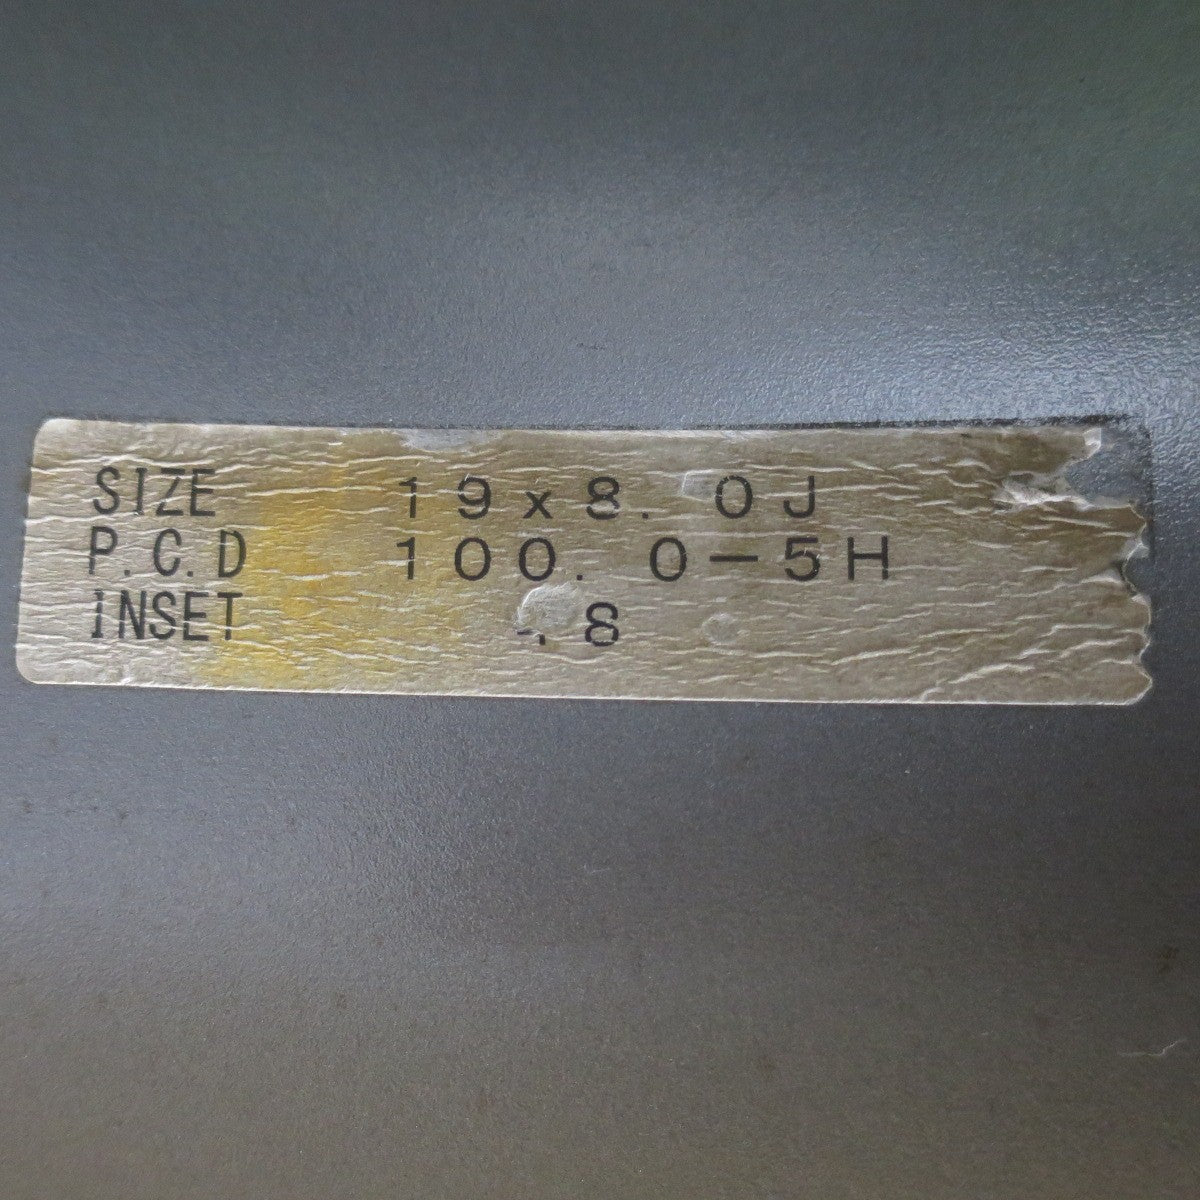 SIZE 19x8.0J
P.C.D 100.0-5H
INSET 8